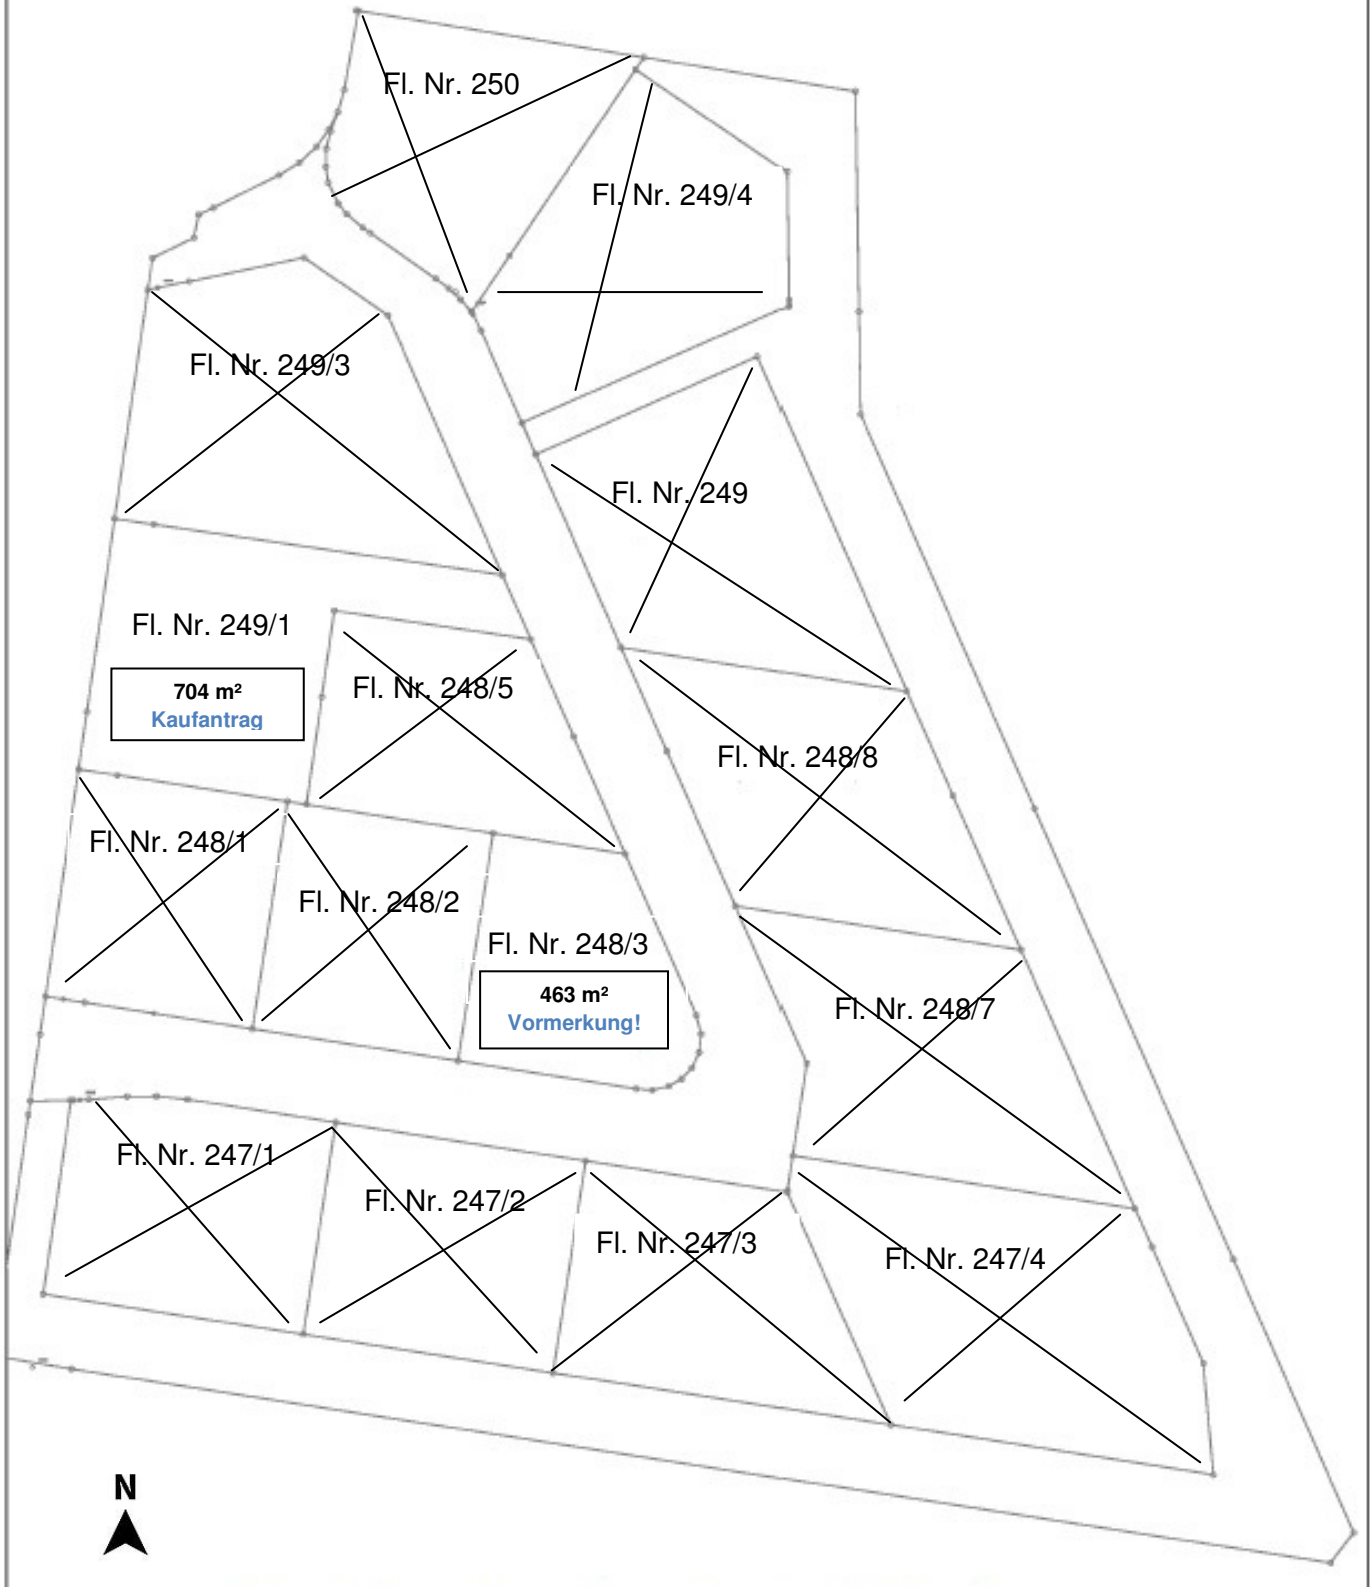 Fl. Nr. 250
Fl. Nr. 249/4
Fl. Nr. 249/3
Fl. Nr. 249
Fl. Nr. 249/1
704 m²
Kaufantrag
Fl. Nr. 248/5
Fl. Nr. 248/8
Fl. Nr. 248/1
Fl. Nr. 248/2
Fl. Nr. 248/3
463 m²
Vormerkung!
Fl. Nr. 248/7
Fl. Nr. 247/1
Fl. Nr. 247/2
Fl. Nr. 247/3
Fl. Nr. 247/4
N